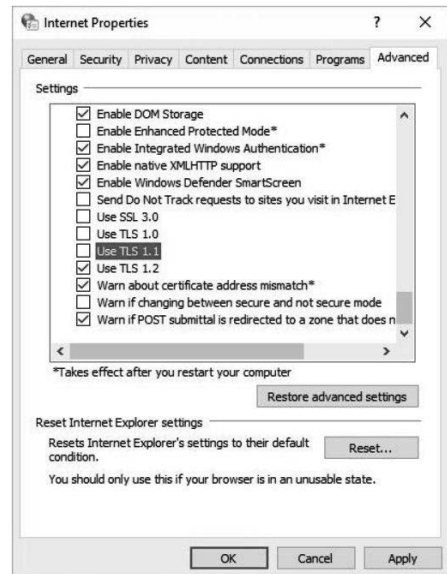 Internet Properties
?
X
General Security Privacy Content Connections Programs Advanced
Settings
Enable DOM Storage
Enable Enhanced Protected Mode*
Enable Integrated Windows Authentication*
Enable native XMLHTTP support
Enable Windows Defender SmartScreen
Send Do Not Track requests to sites you visit in Internet E
Use SSL 3.0
Use TLS 1.0
Use TLS 1.1
Use TLS 1.2
Warn about certificate address mismatch*
Warn if changing between secure and not secure mode
Warn if POST submittal is redirected to a zone that does n
*Takes effect after you restart your computer
Restore advanced settings
Reset Internet Explorer settings
Resets Internet Explorer's settings to their default
condition.
Reset...
You should only use this if your browser is in an unusable state.
OK Cancel Apply